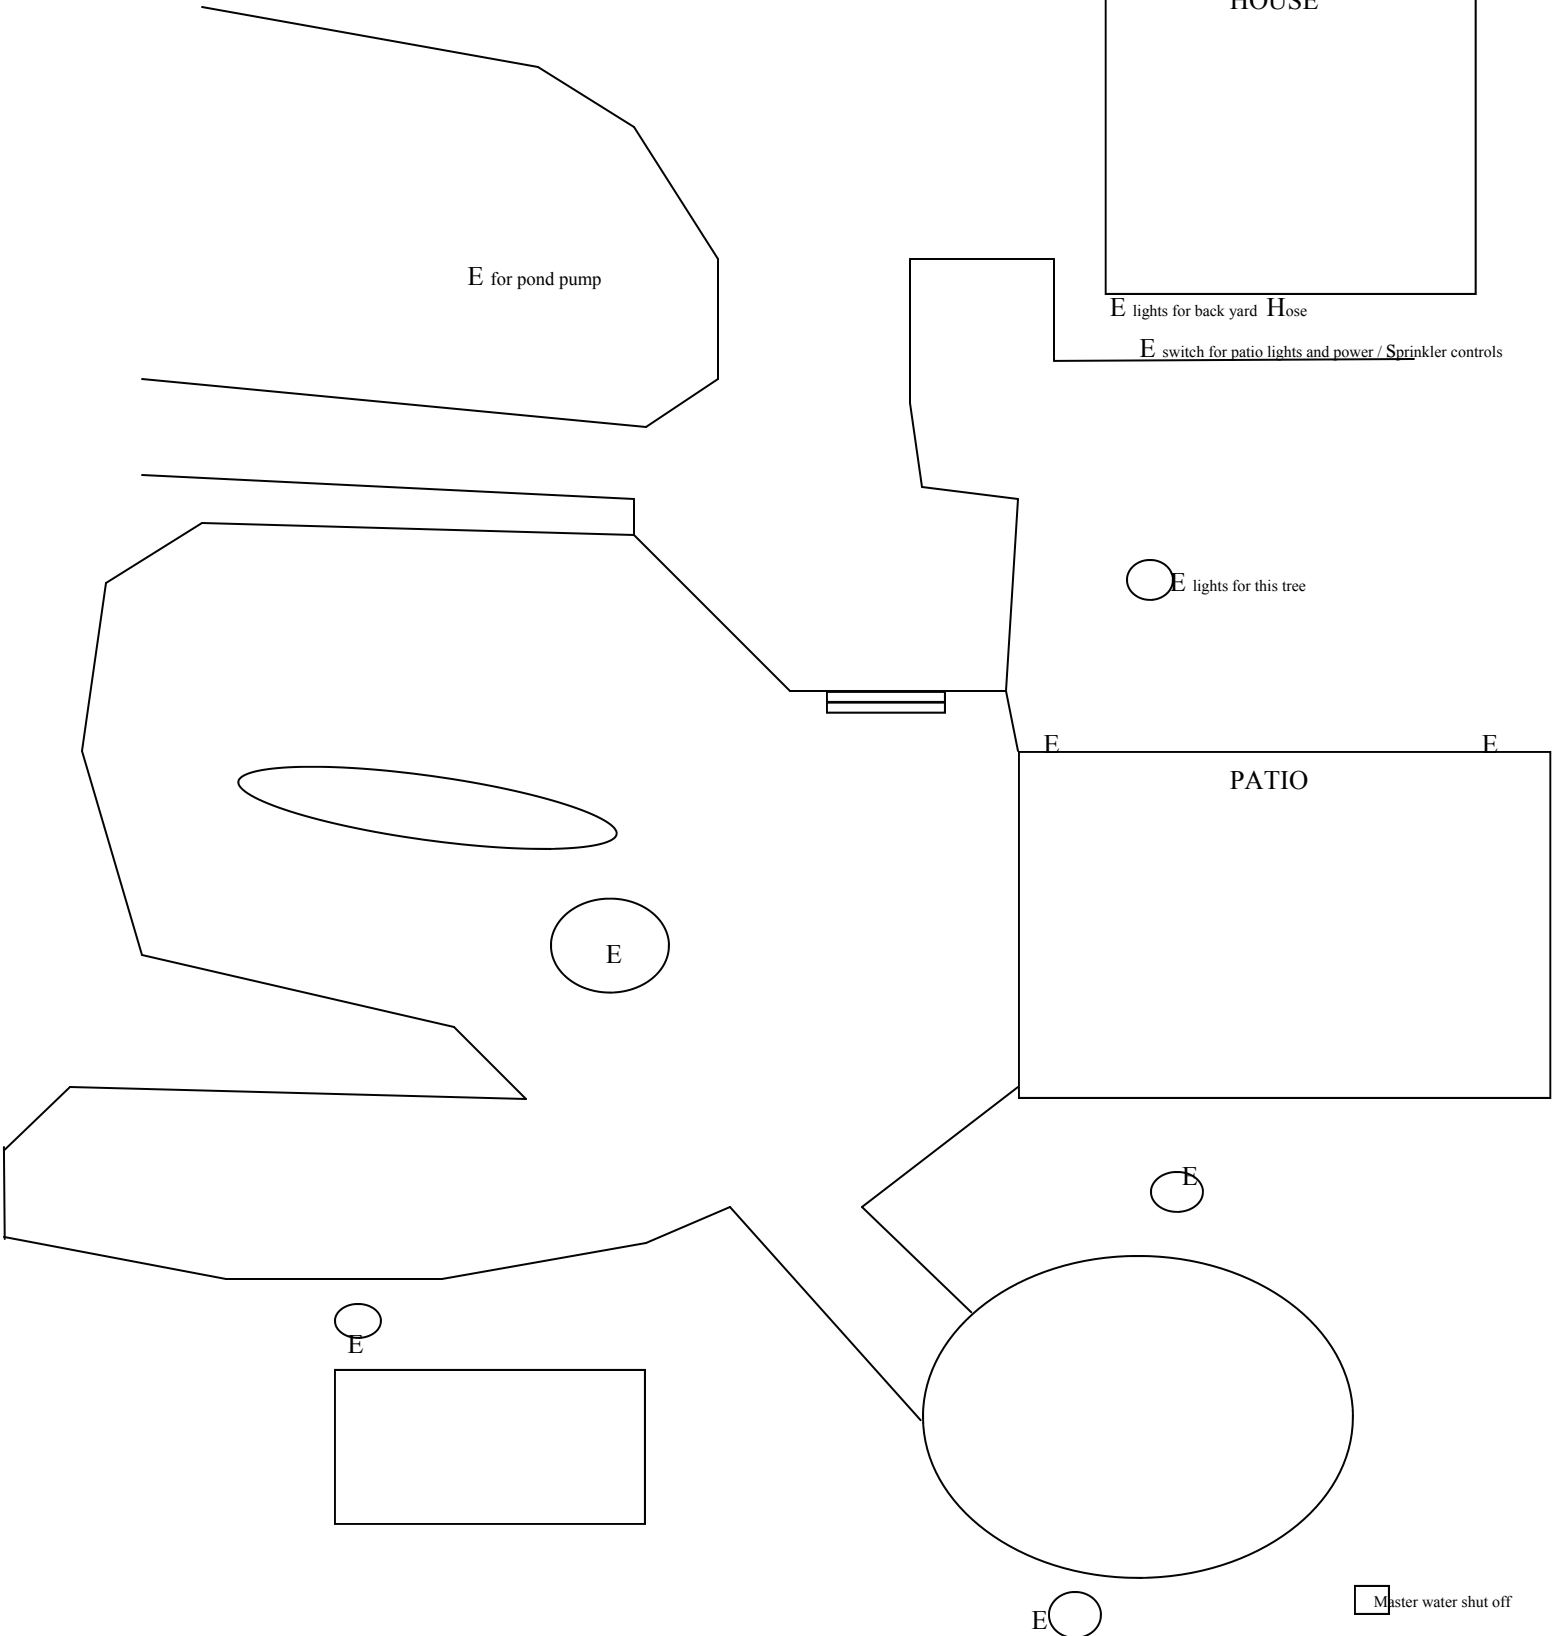 HOUSE
E for pond pump
E lights for back yard Hose
E switch for patio lights and power / Sprinkler controls
E lights for this tree
E
E
PATIO
E
E
E
E
Master water shut off